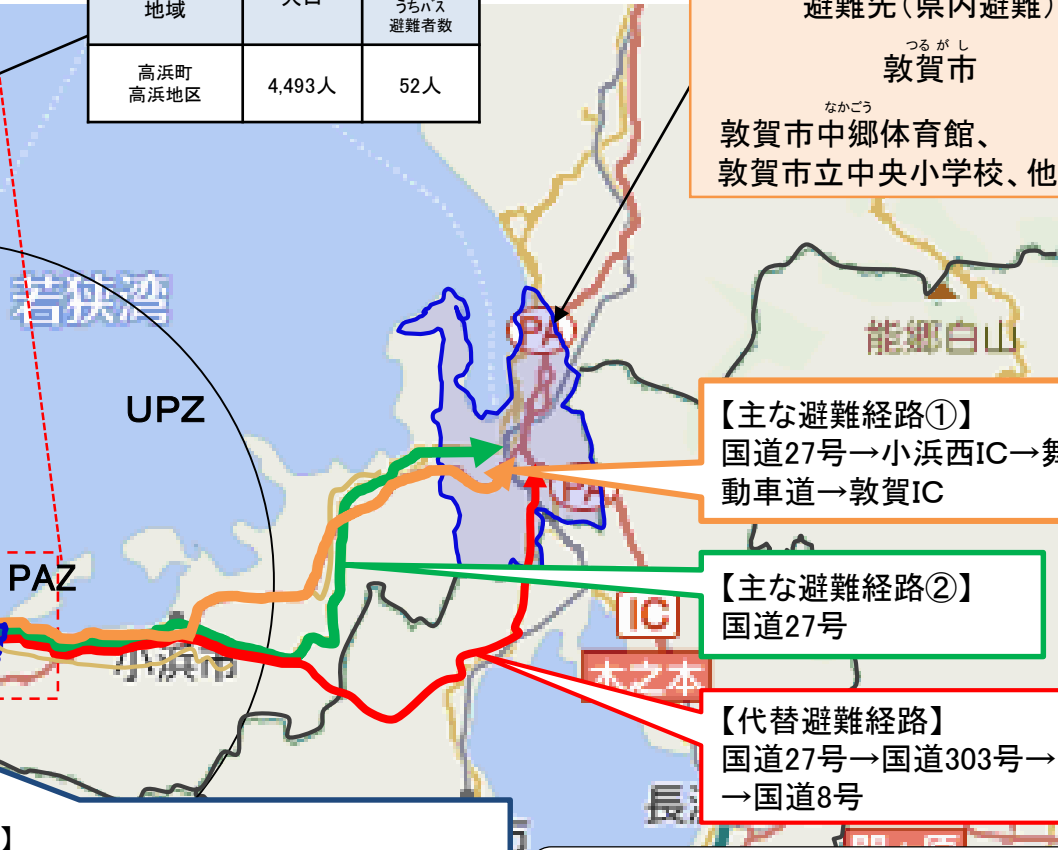 地域
人口
うちバス
避難者数
高浜町
高浜地区
4,493人
52人
避難先（県内避難）
つるがし
敦賀市
なかごう
敦賀市中郷体育館、
敦賀市立中央小学校、他
若狭湾
UPZ
PAZ
小浜市
PA
能郷白山
PA
【主な避難経路①】
国道27号→小浜西IC→舞
動車道→敦賀IC
【主な避難経路②】
国道27号
IC
木之本
【代替避難経路】
国道27号→国道303号→
→国道8号
長
】